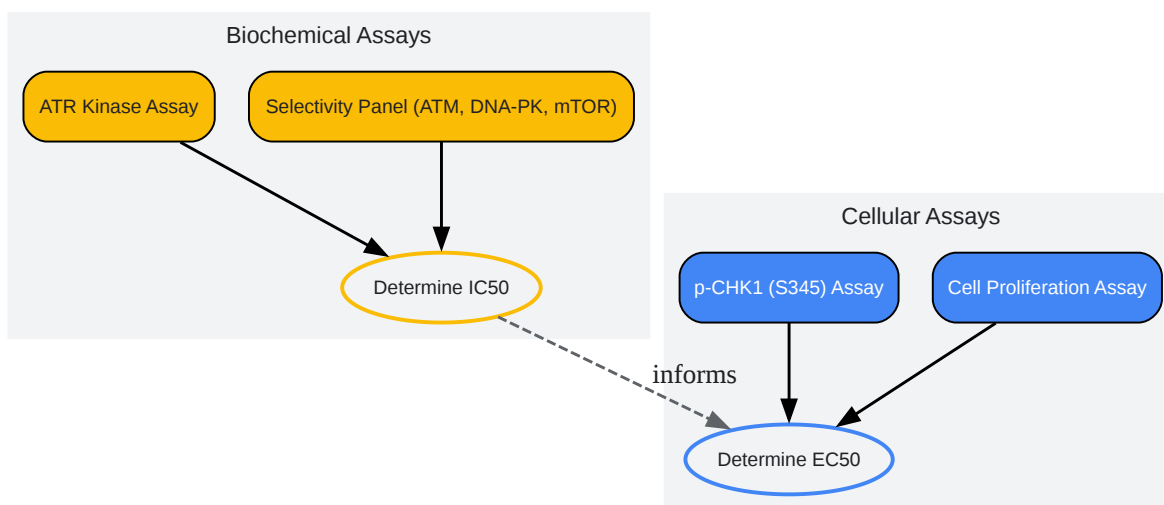 Biochemical Assays
ATR Kinase Assay
Selectivity Panel (ATM, DNA-PK, mTOR)
Determine IC50
informs
Cellular Assays
p-CHK1 (S345) Assay
Cell Proliferation Assay
Determine EC50